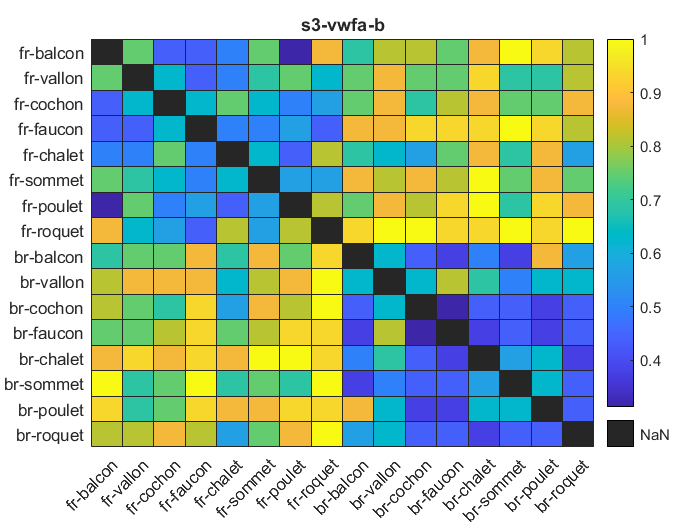 s3-vwfa-b
fr-balcon
fr-vallon
fr-cochon
fr-faucon
fr-chalet
fr-sommet
fr-poulet
fr-roquet
br-balcon
br-vallon
br-cochon
br-faucon
br-chalet
br-sommet
br-poulet
br-roquet
1
0.9
0.8
0.7
0.6
0.5
0.4
NaN
fr-balcon
fr-vallon
fr-cochon
fr-faucon
fr-chalet
fr-sommet
fr-poulet
fr-roquet
br-balcon
br-vallon
br-cochon
br-faucon
br-chalet
br-sommet
br-poulet
br-roquet